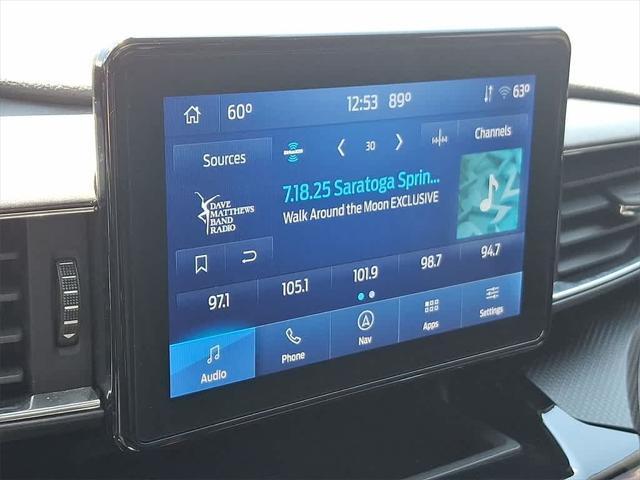 60° 12:53 89° 63°
Sources 30 Channels
7.18.25 Saratoga Sprin...
Walk Around the Moon EXCLUSIVE
DAVE
MATTHEWS
BAND
RADIO
97.1 105.1 101.9 98.7 94.7
Audio Phone Nav Apps Settings